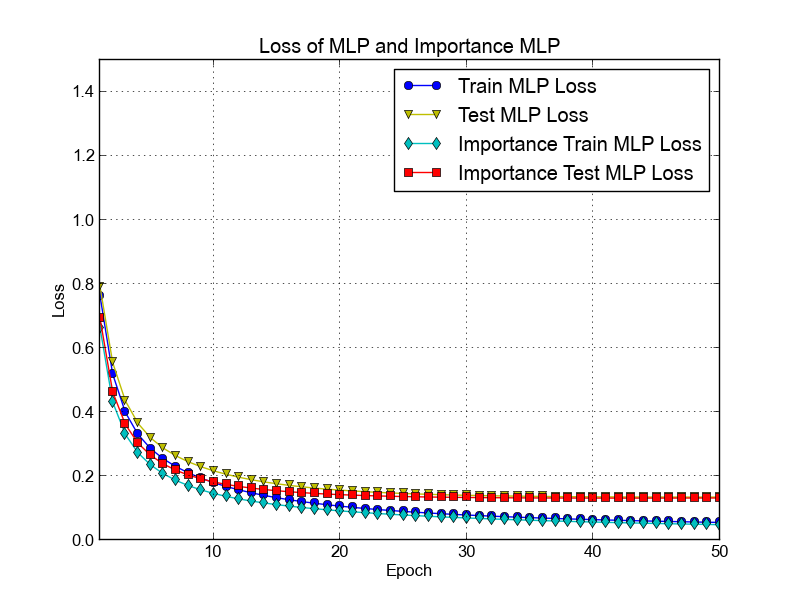 Loss of MLP and Importance MLP
Train MLP Loss
Test MLP Loss
Importance Train MLP Loss
Importance Test MLP Loss
1.4
1.2
1.0
0.8
0.6
0.4
0.2
0.0
Loss
10 20 30 40 50
Epoch